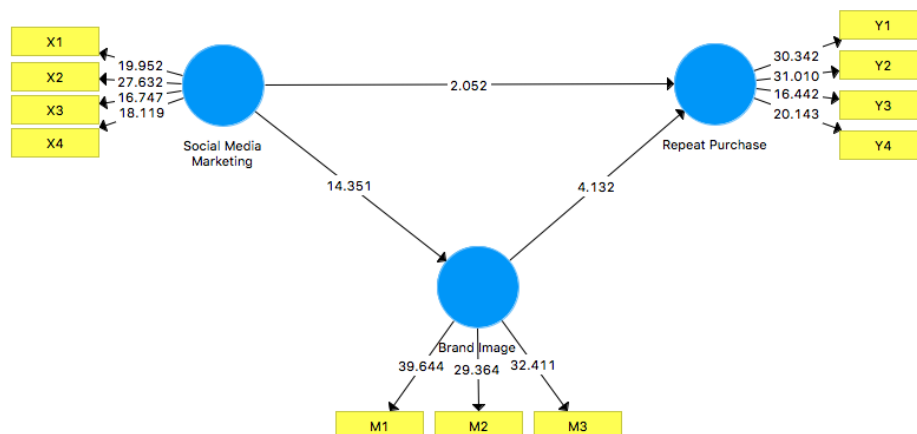 X1
X2
X3
X4
19.952
27.632
16.747
18.119
Social Media
Marketing
2.052
Repeat Purchase
30.342
31.010
16.442
20.143
Y1
Y2
Y3
Y4
14.351
4.132
Brand Image
39.644
29.364
32.411
M1
M2
M3